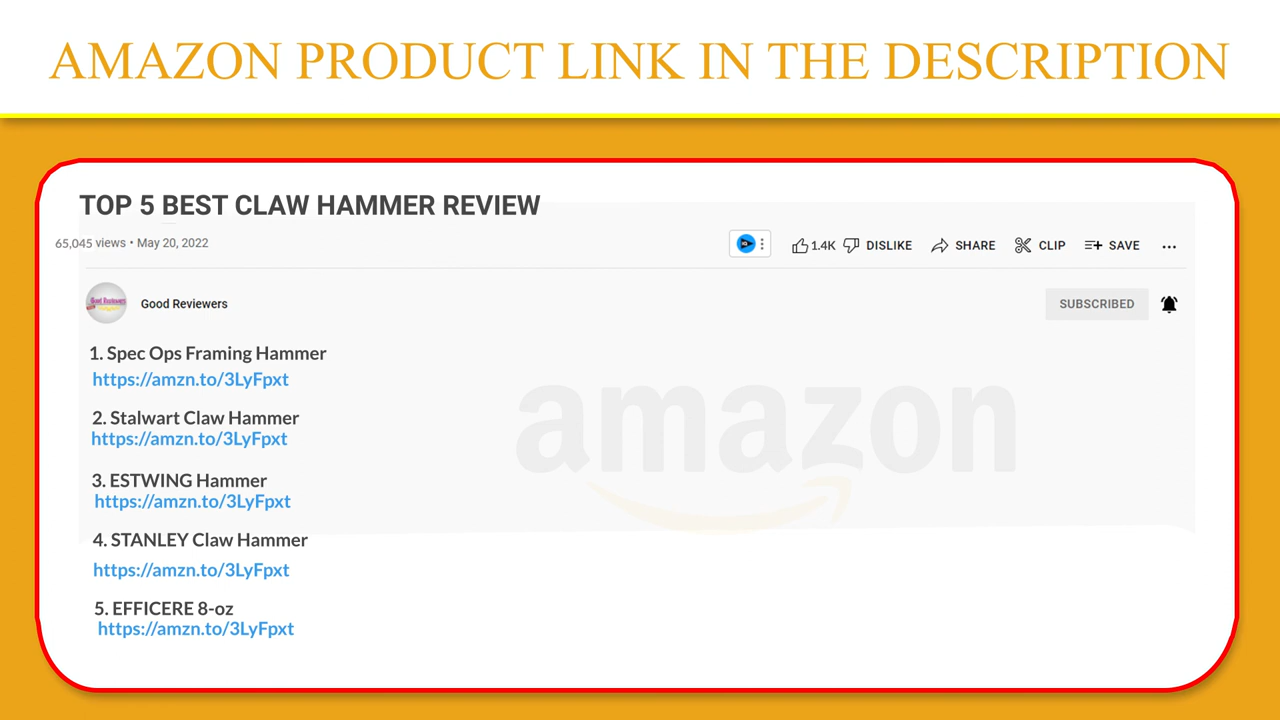 AMAZON PRODUCT LINK IN THE DESCRIPTION
TOP 5 BEST CLAW HAMMER REVIEW
65,045 views • May 20, 2022
1.4K DISLIKE SHARE CLIP SAVE ...
Good Reviewers
SUBSCRIBED
1. Spec Ops Framing Hammer
https://amzn.to/3LyFpxt
2. Stalwart Claw Hammer
https://amzn.to/3LyFpxt
3. ESTWING Hammer
https://amzn.to/3LyFpxt
4. STANLEY Claw Hammer
https://amzn.to/3LyFpxt
5. EFFICERE 8-oz
https://amzn.to/3LyFpxt
amazon